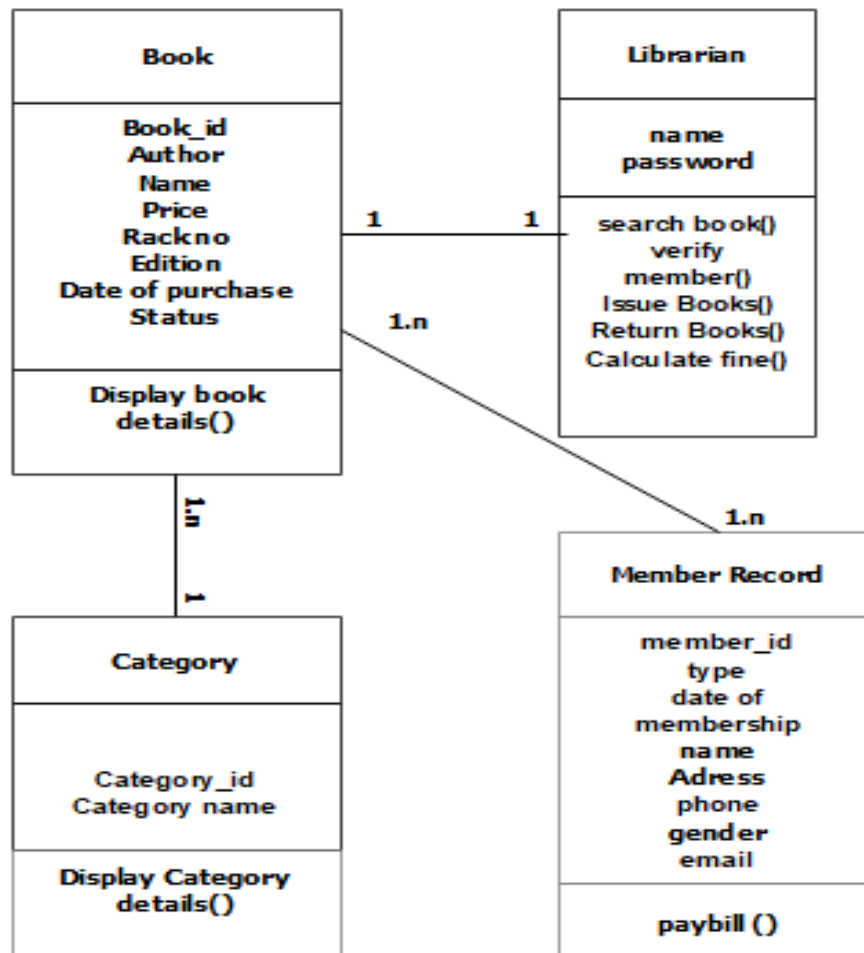 Book
Book_id
Author
Name
Price
Rackno
Edition
Date of purchase
Status
Display book
details()
1
1
Librarian
name
password
search book()
verify
member()
Issue Books()
Return Books()
Calculate fine()
1.n
1.n
1.n
1
Category
Category_id
Category name
Display Category
details()
Member Record
member_id
type
date of
membership
name
Adress
phone
gender
email
paybill ()